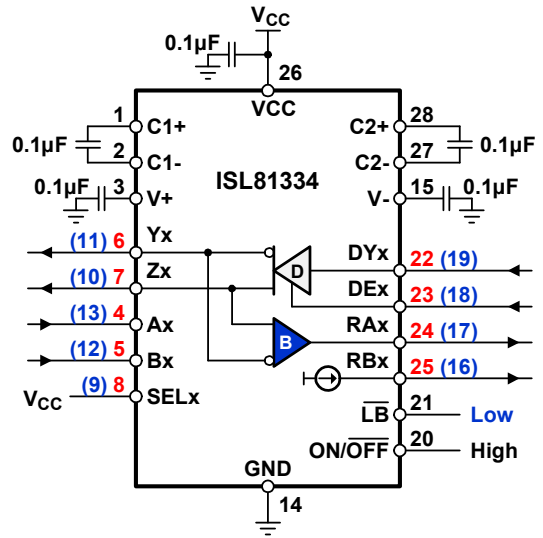 VCC
0.1µF
26
VCC
1 C1+ C2+ 28
0.1µF 0.1µF
2 C1- C2- 27
ISL81334
0.1µF 3 V+ V- 15 0.1µF
(11) 6 Yx DYx 22 (19)
D
(10) 7 Zx DEx 23 (18)
(13) 4 Ax RAx 24 (17)
B
(12) 5 Bx RBx 25 (16)
VCC (9) 8 SELx
LB 21 Low
ON/OFF 20 High
GND
14